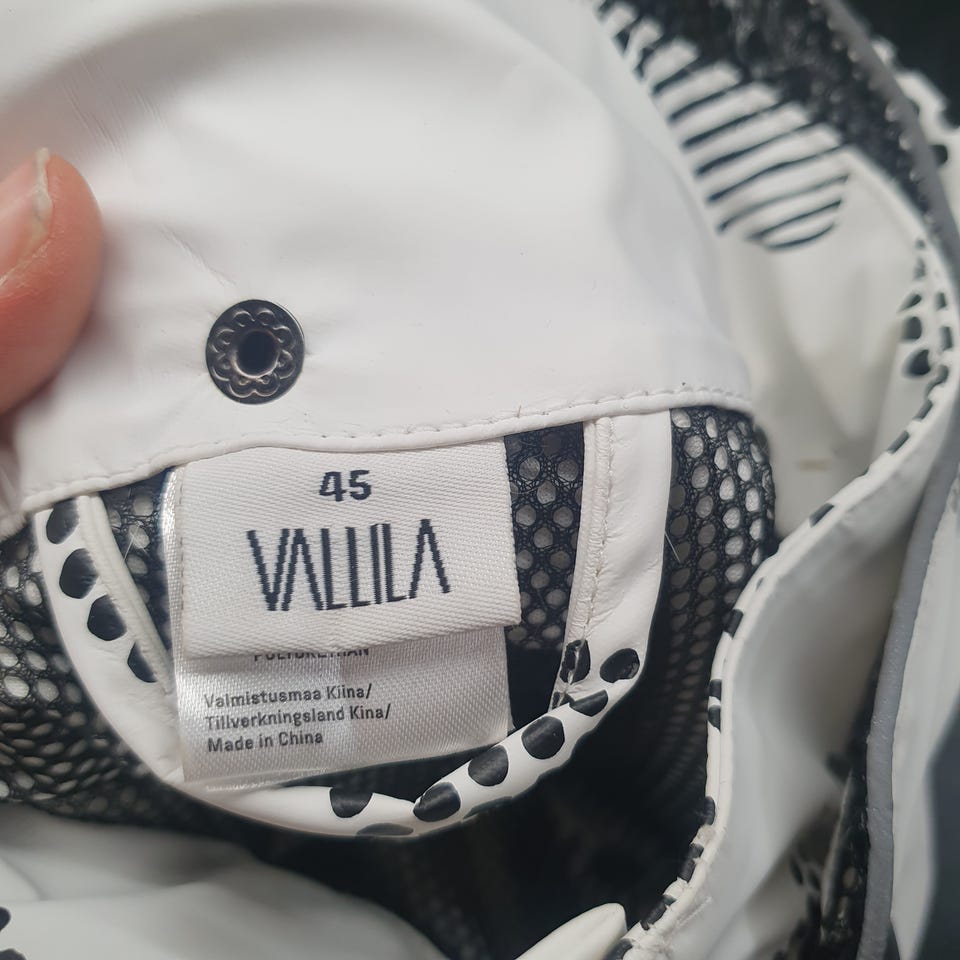 45
VALLILA
Valmistusmaa Kiina/
Tillverkningsland Kina/
Made in China